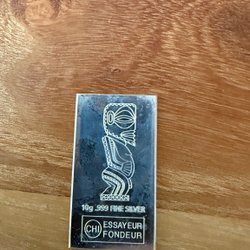 10g .999 FINE SILVER
CHI ESSAYEUR
FONDEUR